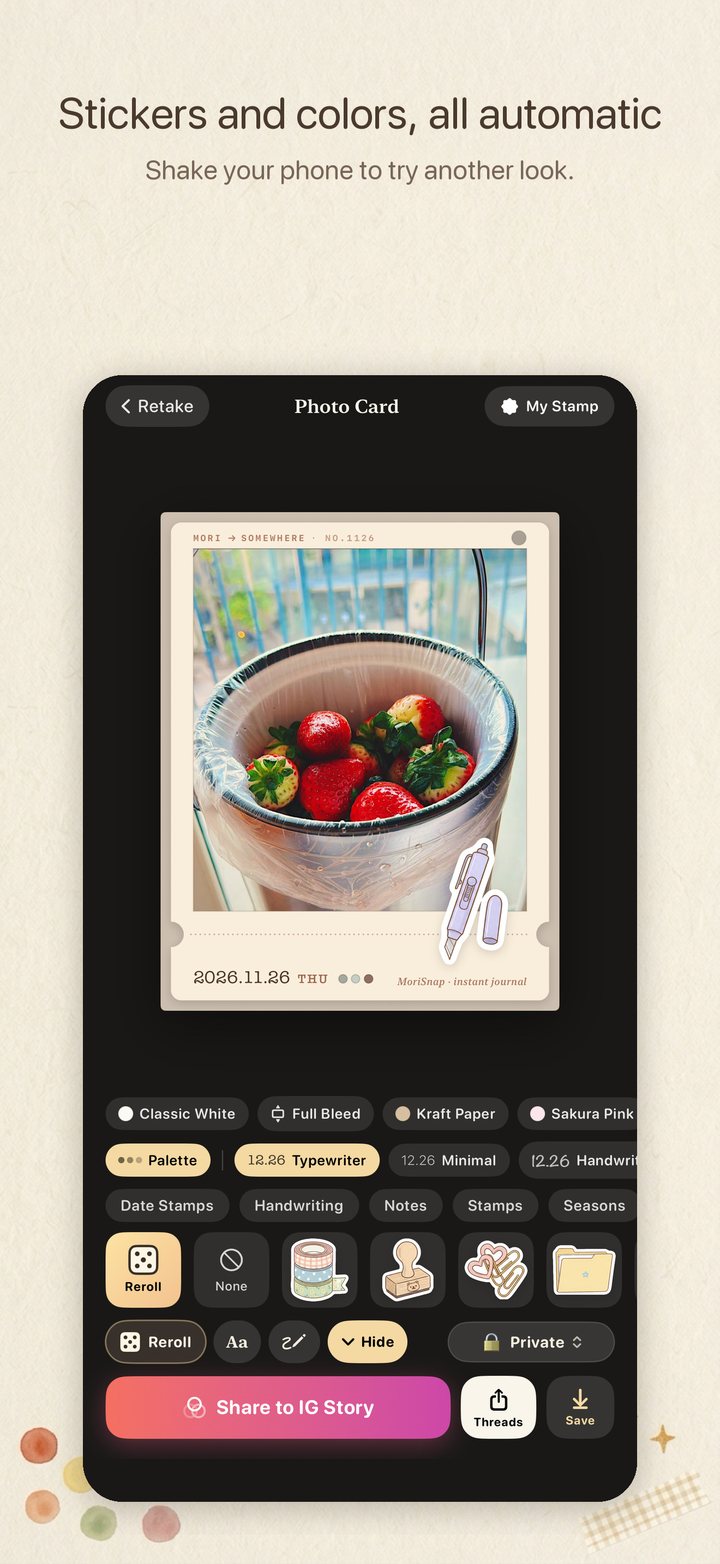 Stickers and colors, all automatic
Shake your phone to try another look.
Retake
Photo Card
My Stamp
MORI → SOMEWHERE · NO.1126
2026.11.26 THU
MoriSnap · instant journal
Classic White
Full Bleed
Kraft Paper
Sakura Pink
Palette
12.26 Typewriter
12.26 Minimal
12.26 Handwrit
Date Stamps
Handwriting
Notes
Stamps
Seasons
Reroll
None
Reroll
Aa
Hide
Private
Share to IG Story
Threads
Save